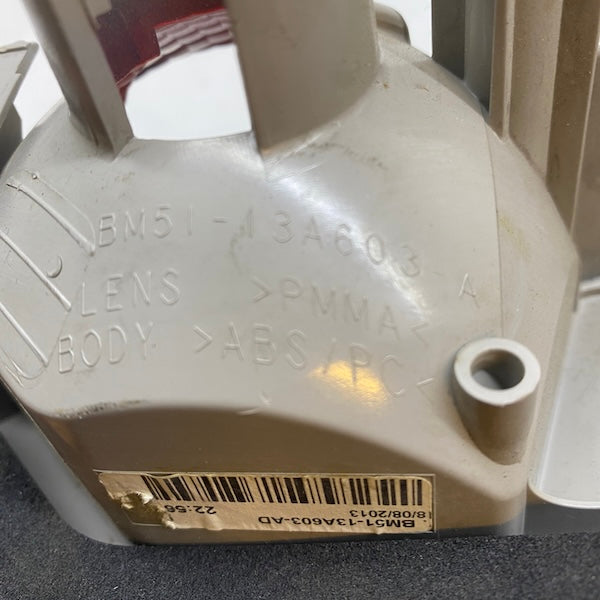 BM51-13A603-A
LENS >PMMA<
BODY >ABS/PC<
BM51-13A603-AD
8/08/2013 22:56